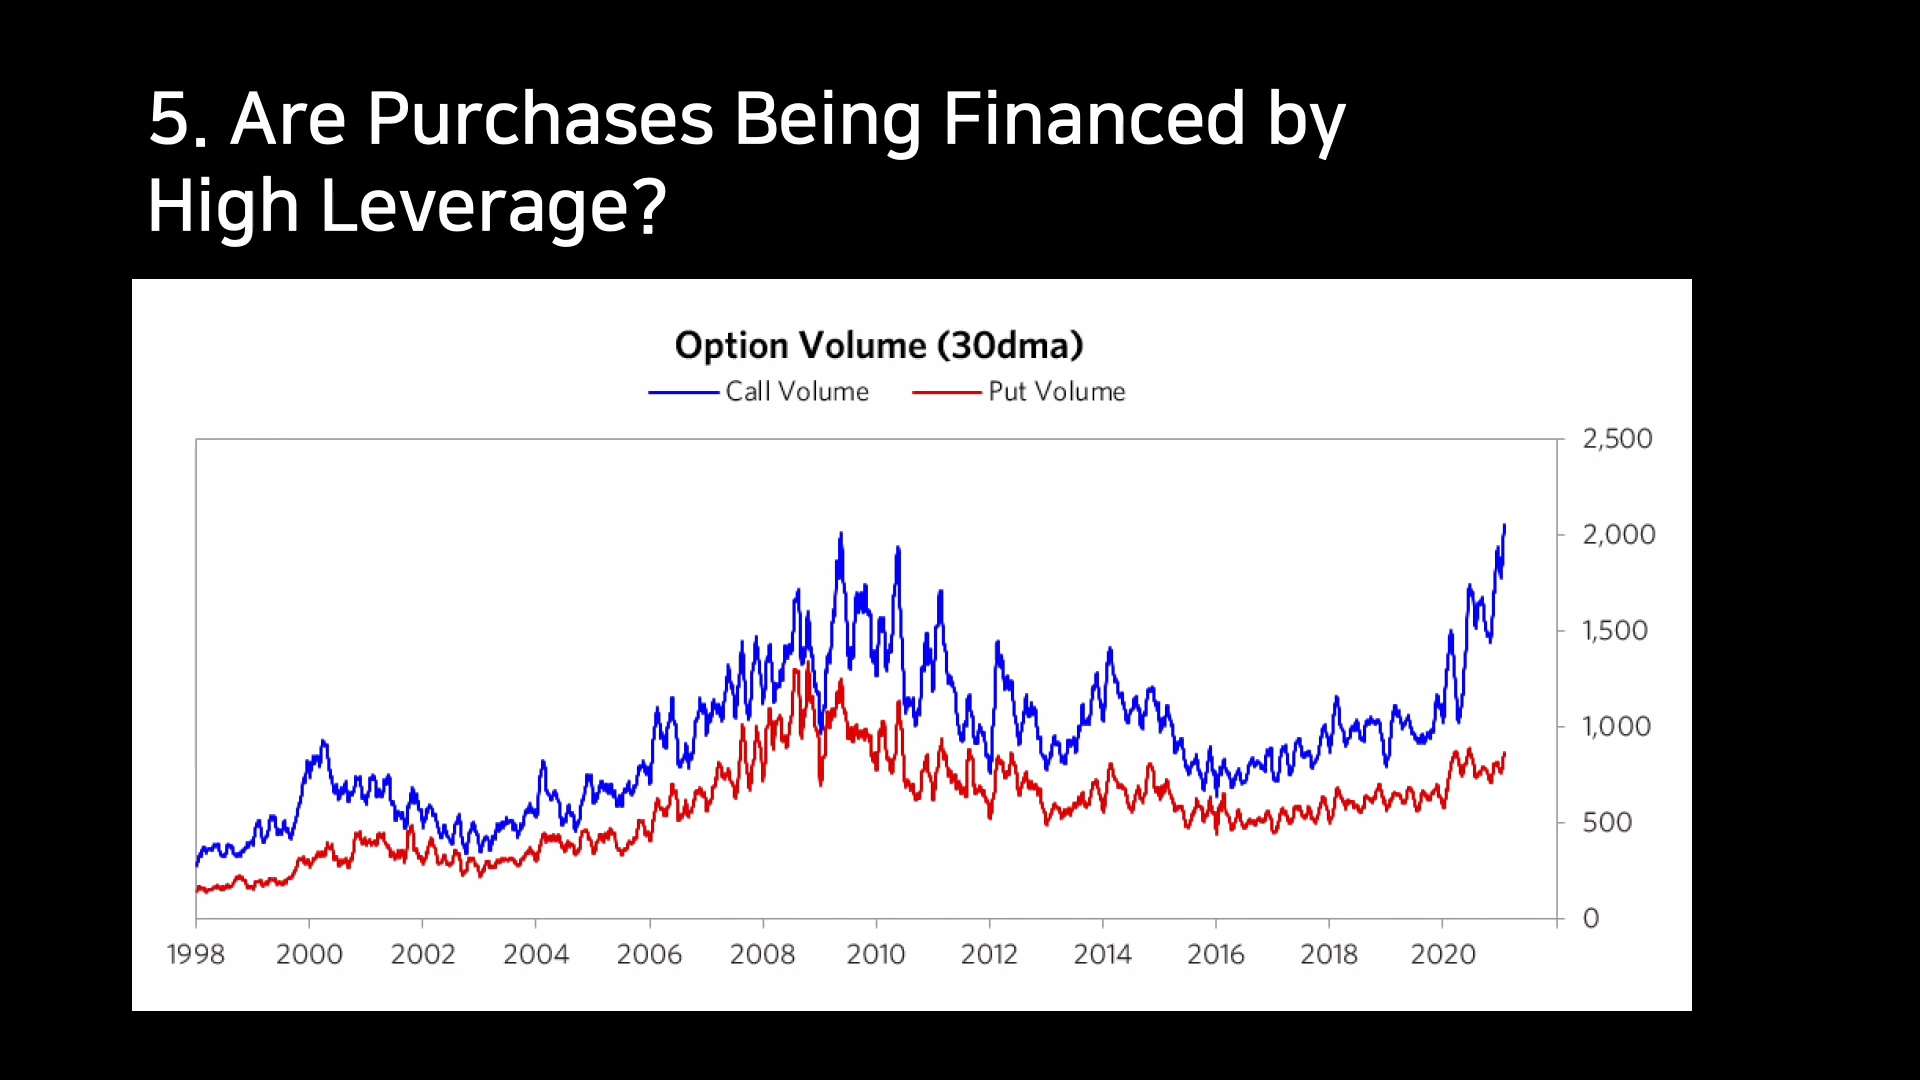 5. Are Purchases Being Financed by
High Leverage?
Option Volume (30dma)
Call Volume Put Volume
2,500
2,000
1,500
1,000
500
0
1998 2000 2002 2004 2006 2008 2010 2012 2014 2016 2018 2020